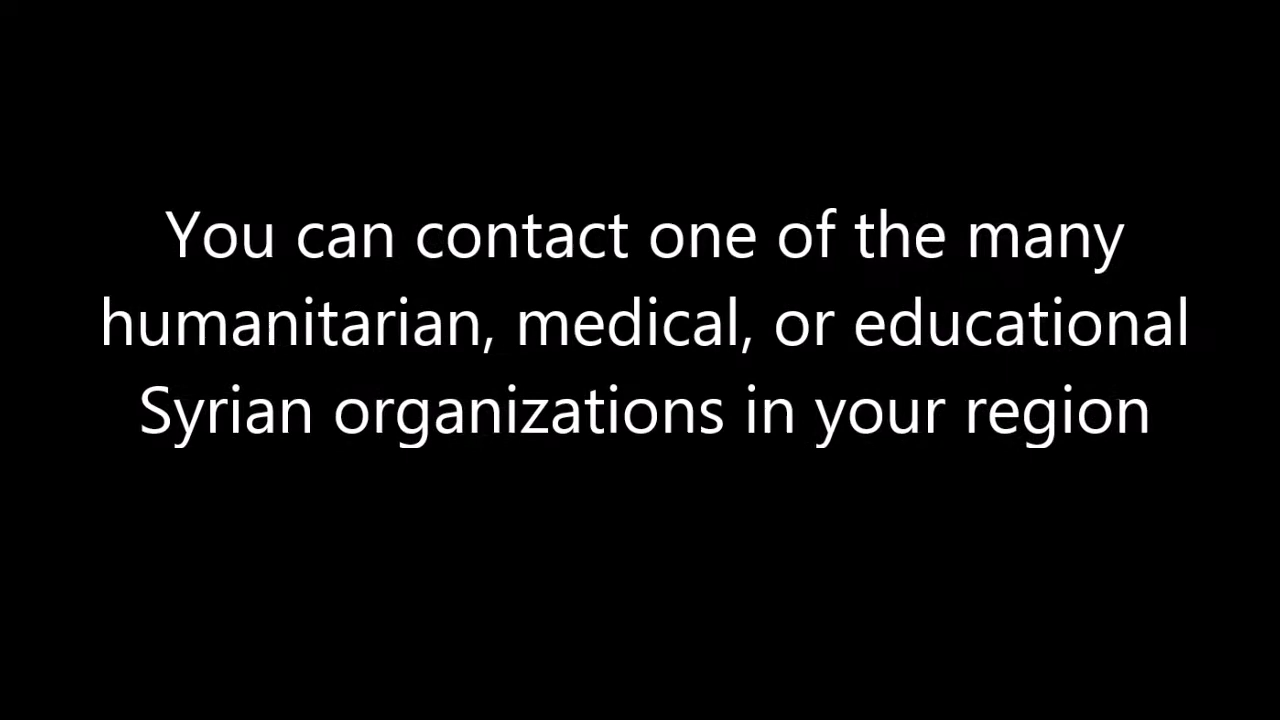 You can contact one of the many
humanitarian, medical, or educational
Syrian organizations in your region